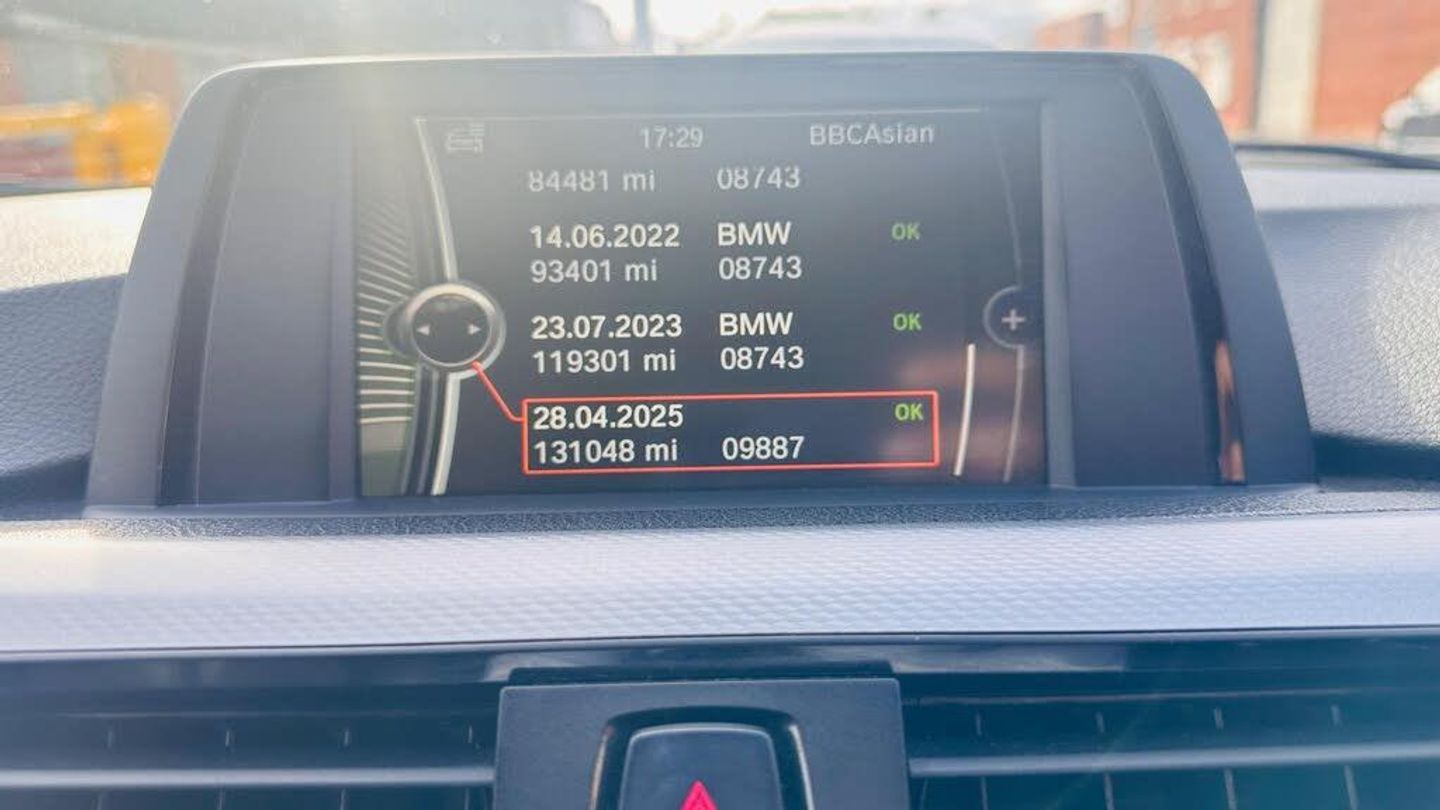 17:29 BBCAsian
84481 mi 08743
14.06.2022 BMW OK
93401 mi 08743
23.07.2023 BMW OK
119301 mi 08743
28.04.2025 OK
131048 mi 09887